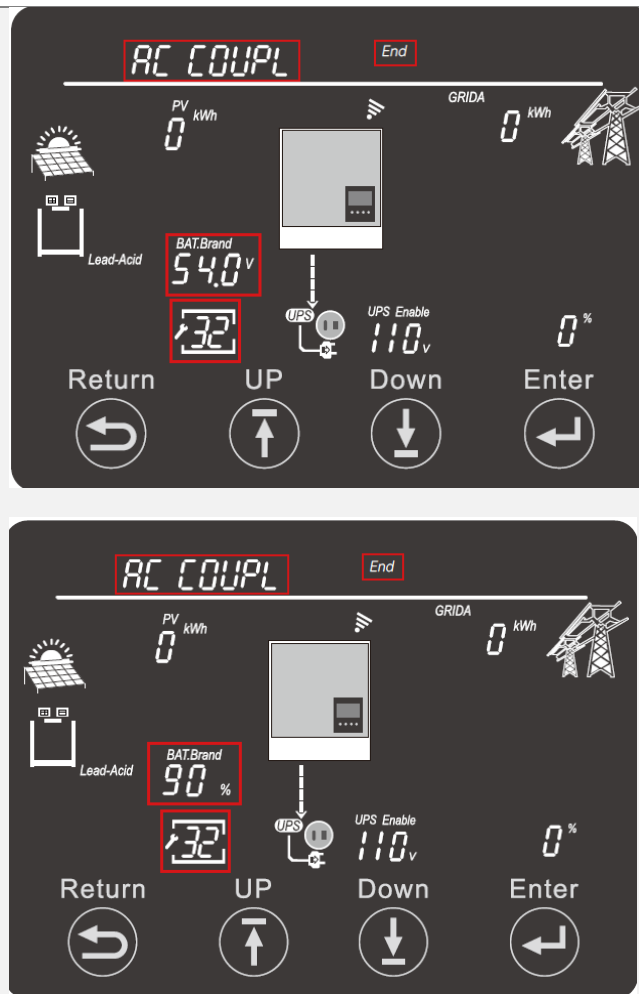 AC COUPL End
PV 0 kWh
GRIDA 0 kWh
Lead-Acid
BAT.Brand
54.0 V
32
UPS
UPS Enable
110 V
0 %
Return UP Down Enter
AC COUPL End
PV 0 kWh
GRIDA 0 kWh
Lead-Acid
BAT.Brand
90 %
32
UPS
UPS Enable
110 V
0 %
Return UP Down Enter